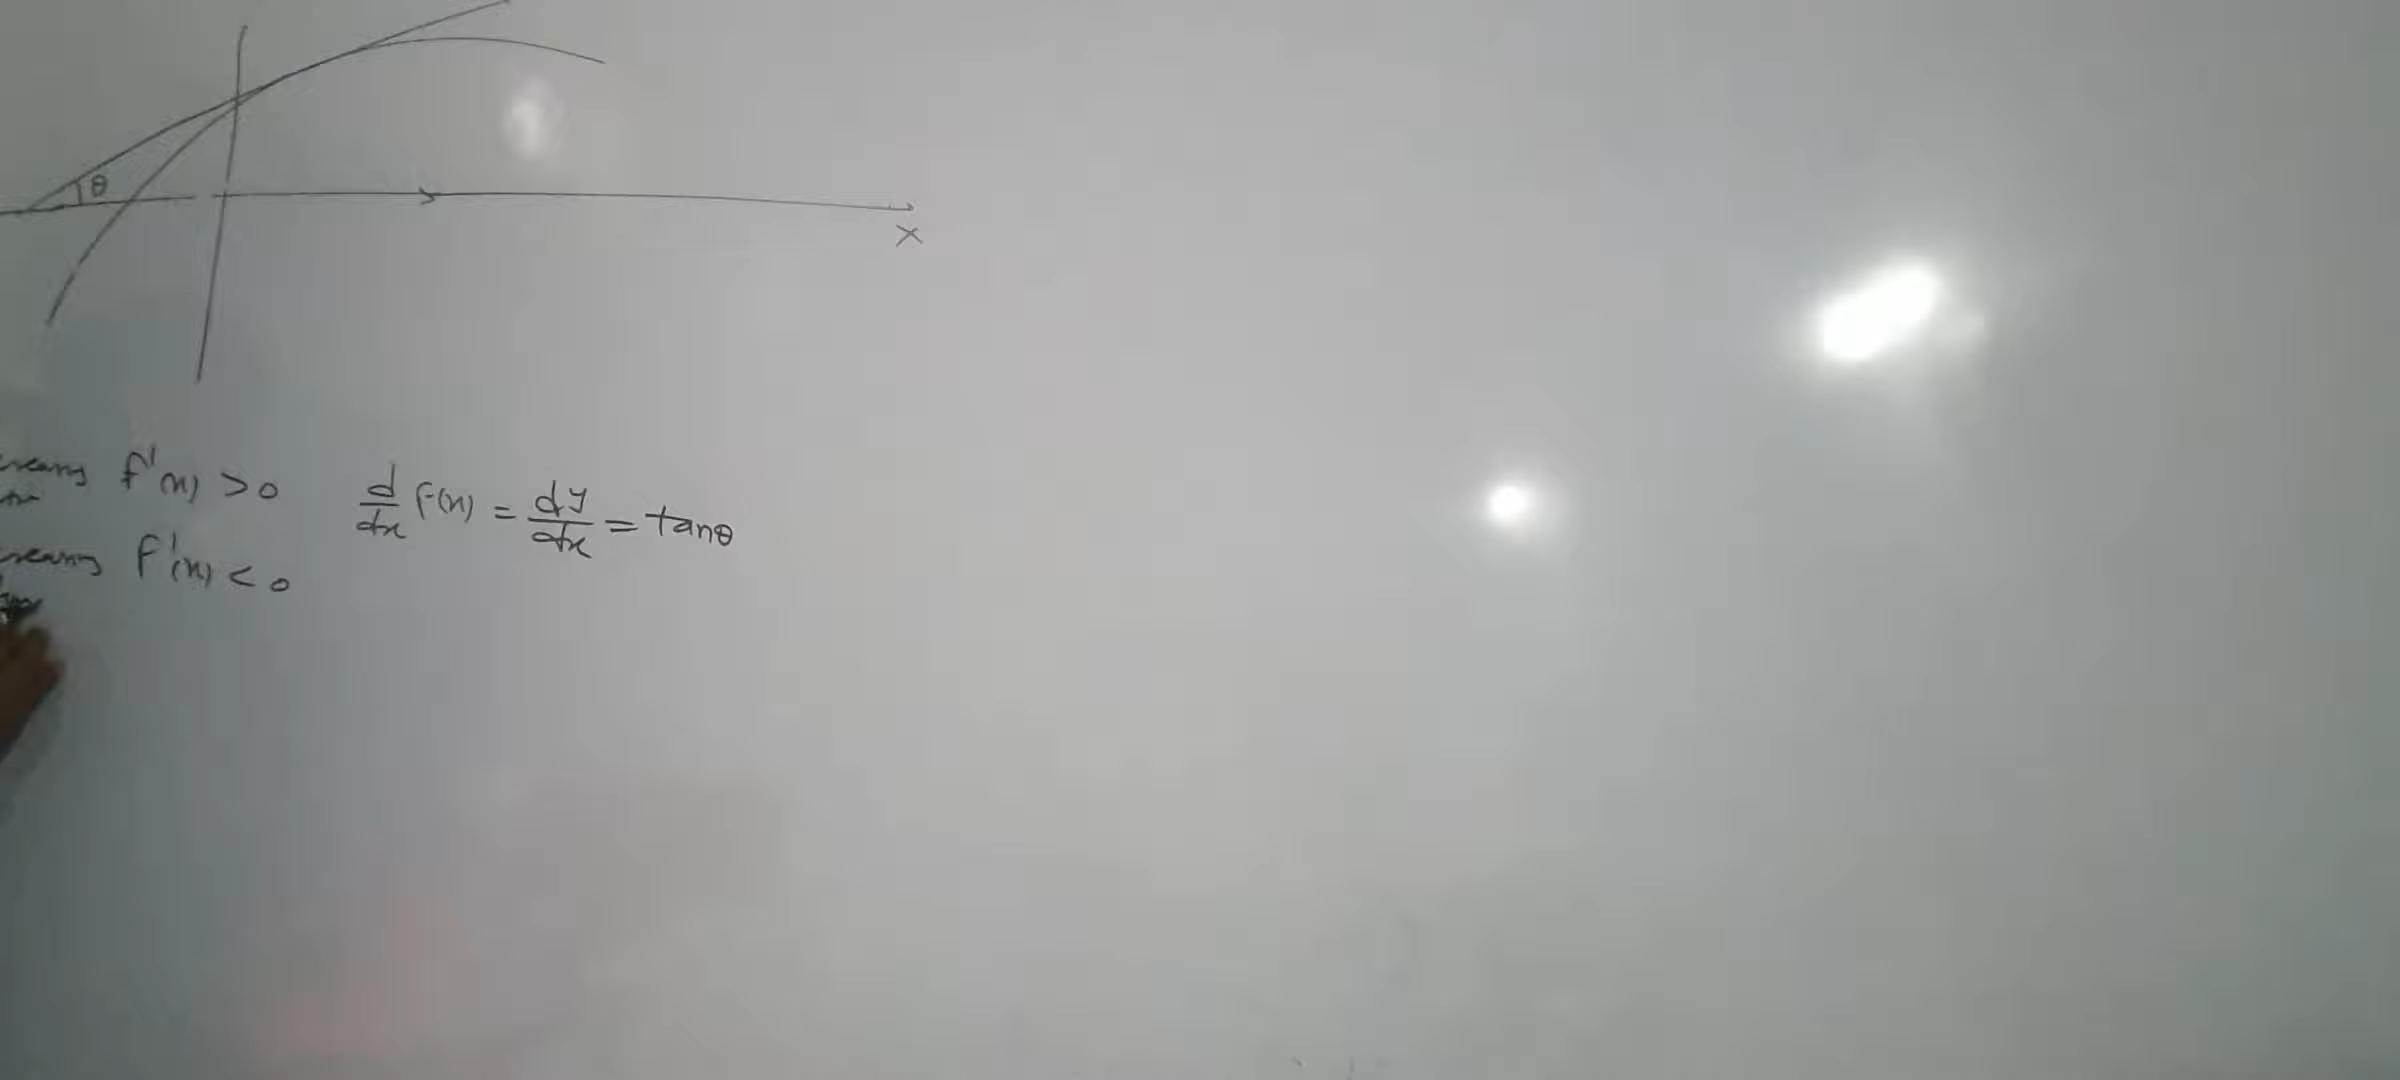 θ
x
f'(x) > 0 d/dx f(x) = dy/dx = tanθ
f'(x) < 0